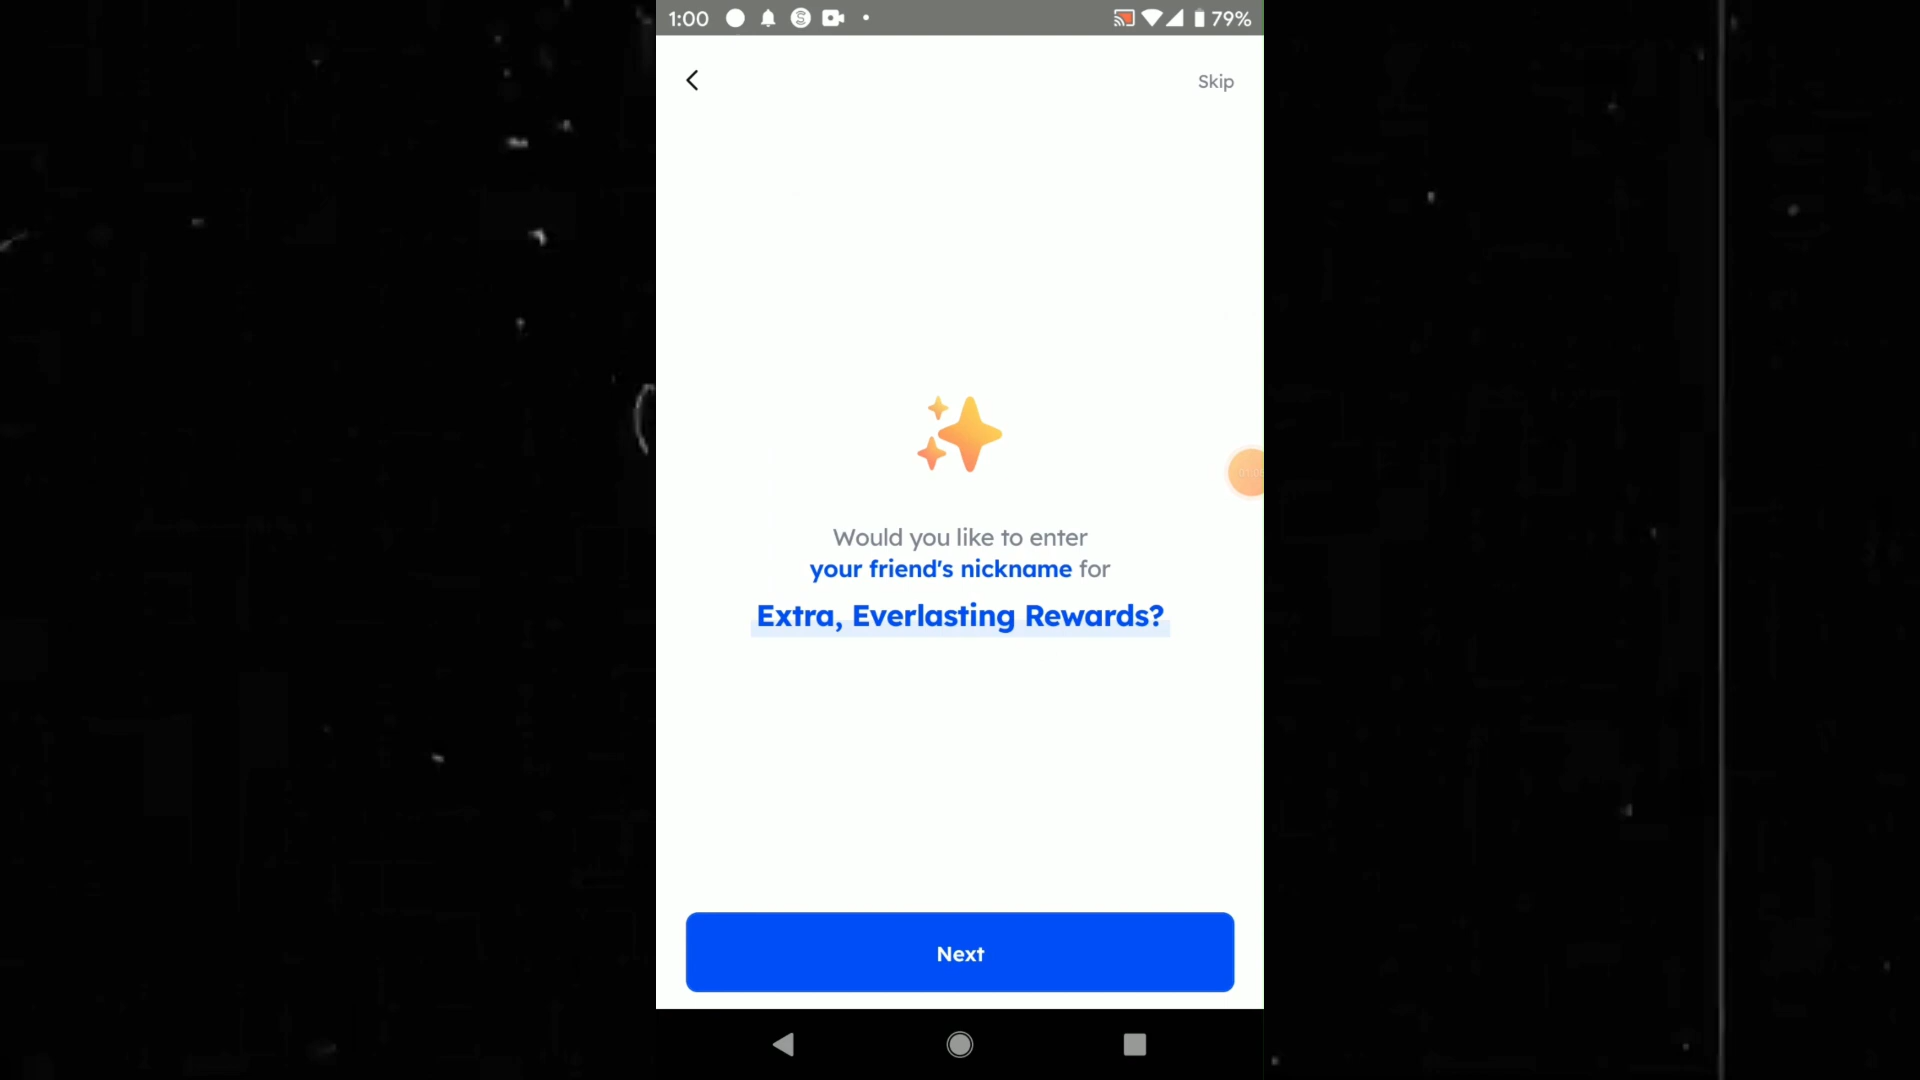 1:00 79%
Skip
Would you like to enter
your friend's nickname for
Extra, Everlasting Rewards?
Next